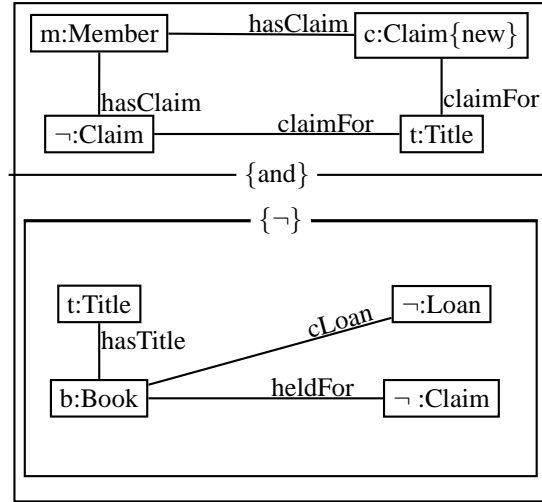 m:Member hasClaim c:Claim{new}
hasClaim claimFor
¬:Claim claimFor t:Title
{and}
{¬}
t:Title cLoan ¬:Loan
hasTitle
b:Book heldFor ¬ :Claim